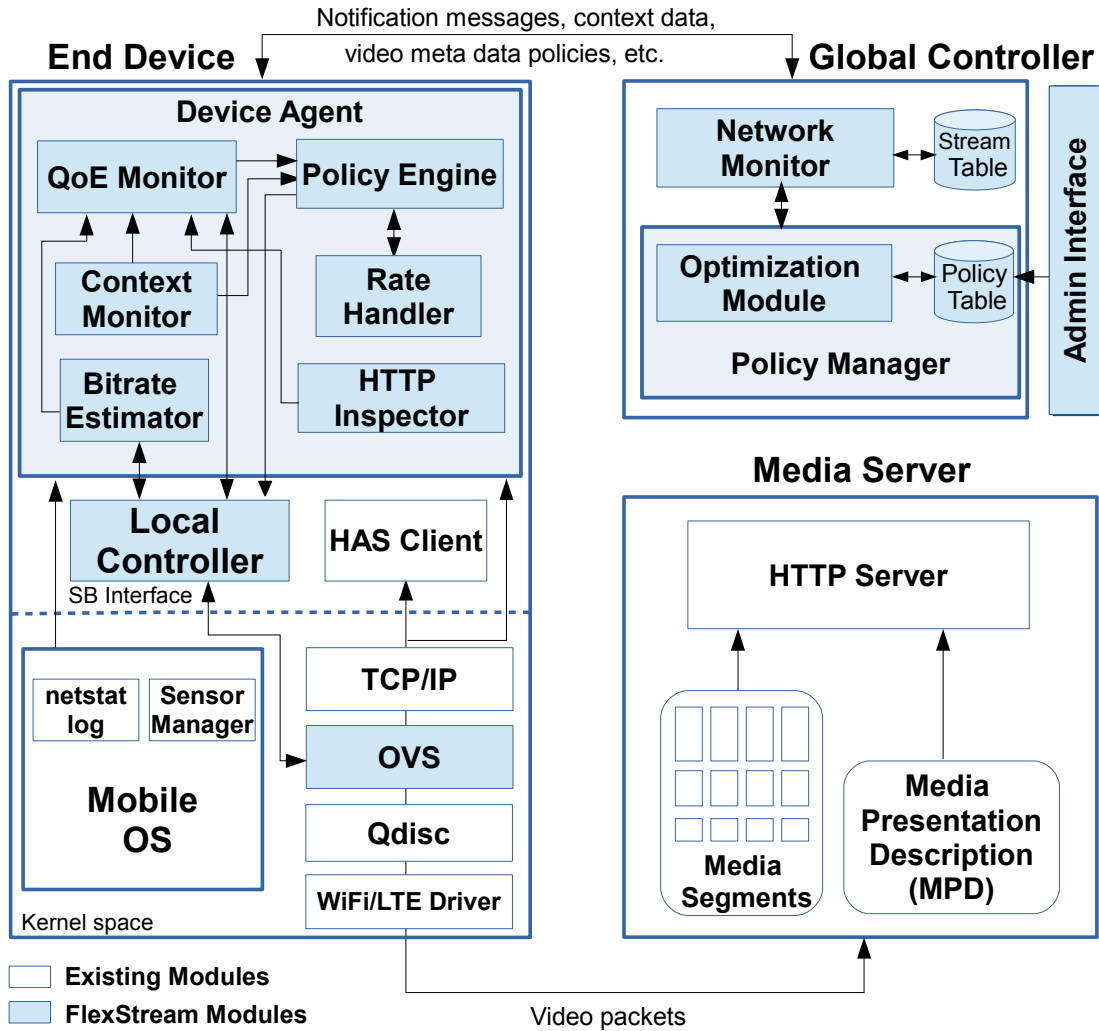 Notification messages, context data,
video meta data policies, etc.
End Device
Device Agent
QoE Monitor
Policy Engine
Context
Monitor
Rate
Handler
Bitrate
Estimator
HTTP
Inspector
Local
Controller
HAS Client
SB Interface
netstat
log
Sensor
Manager
Mobile
OS
TCP/IP
OVS
Qdisc
WiFi/LTE Driver
Kernel space
Global Controller
Network
Monitor
Stream
Table
Optimization
Module
Policy
Table
Policy Manager
Admin Interface
Media Server
HTTP Server
Media
Segments
Media
Presentation
Description
(MPD)
Existing Modules
FlexStream Modules
Video packets